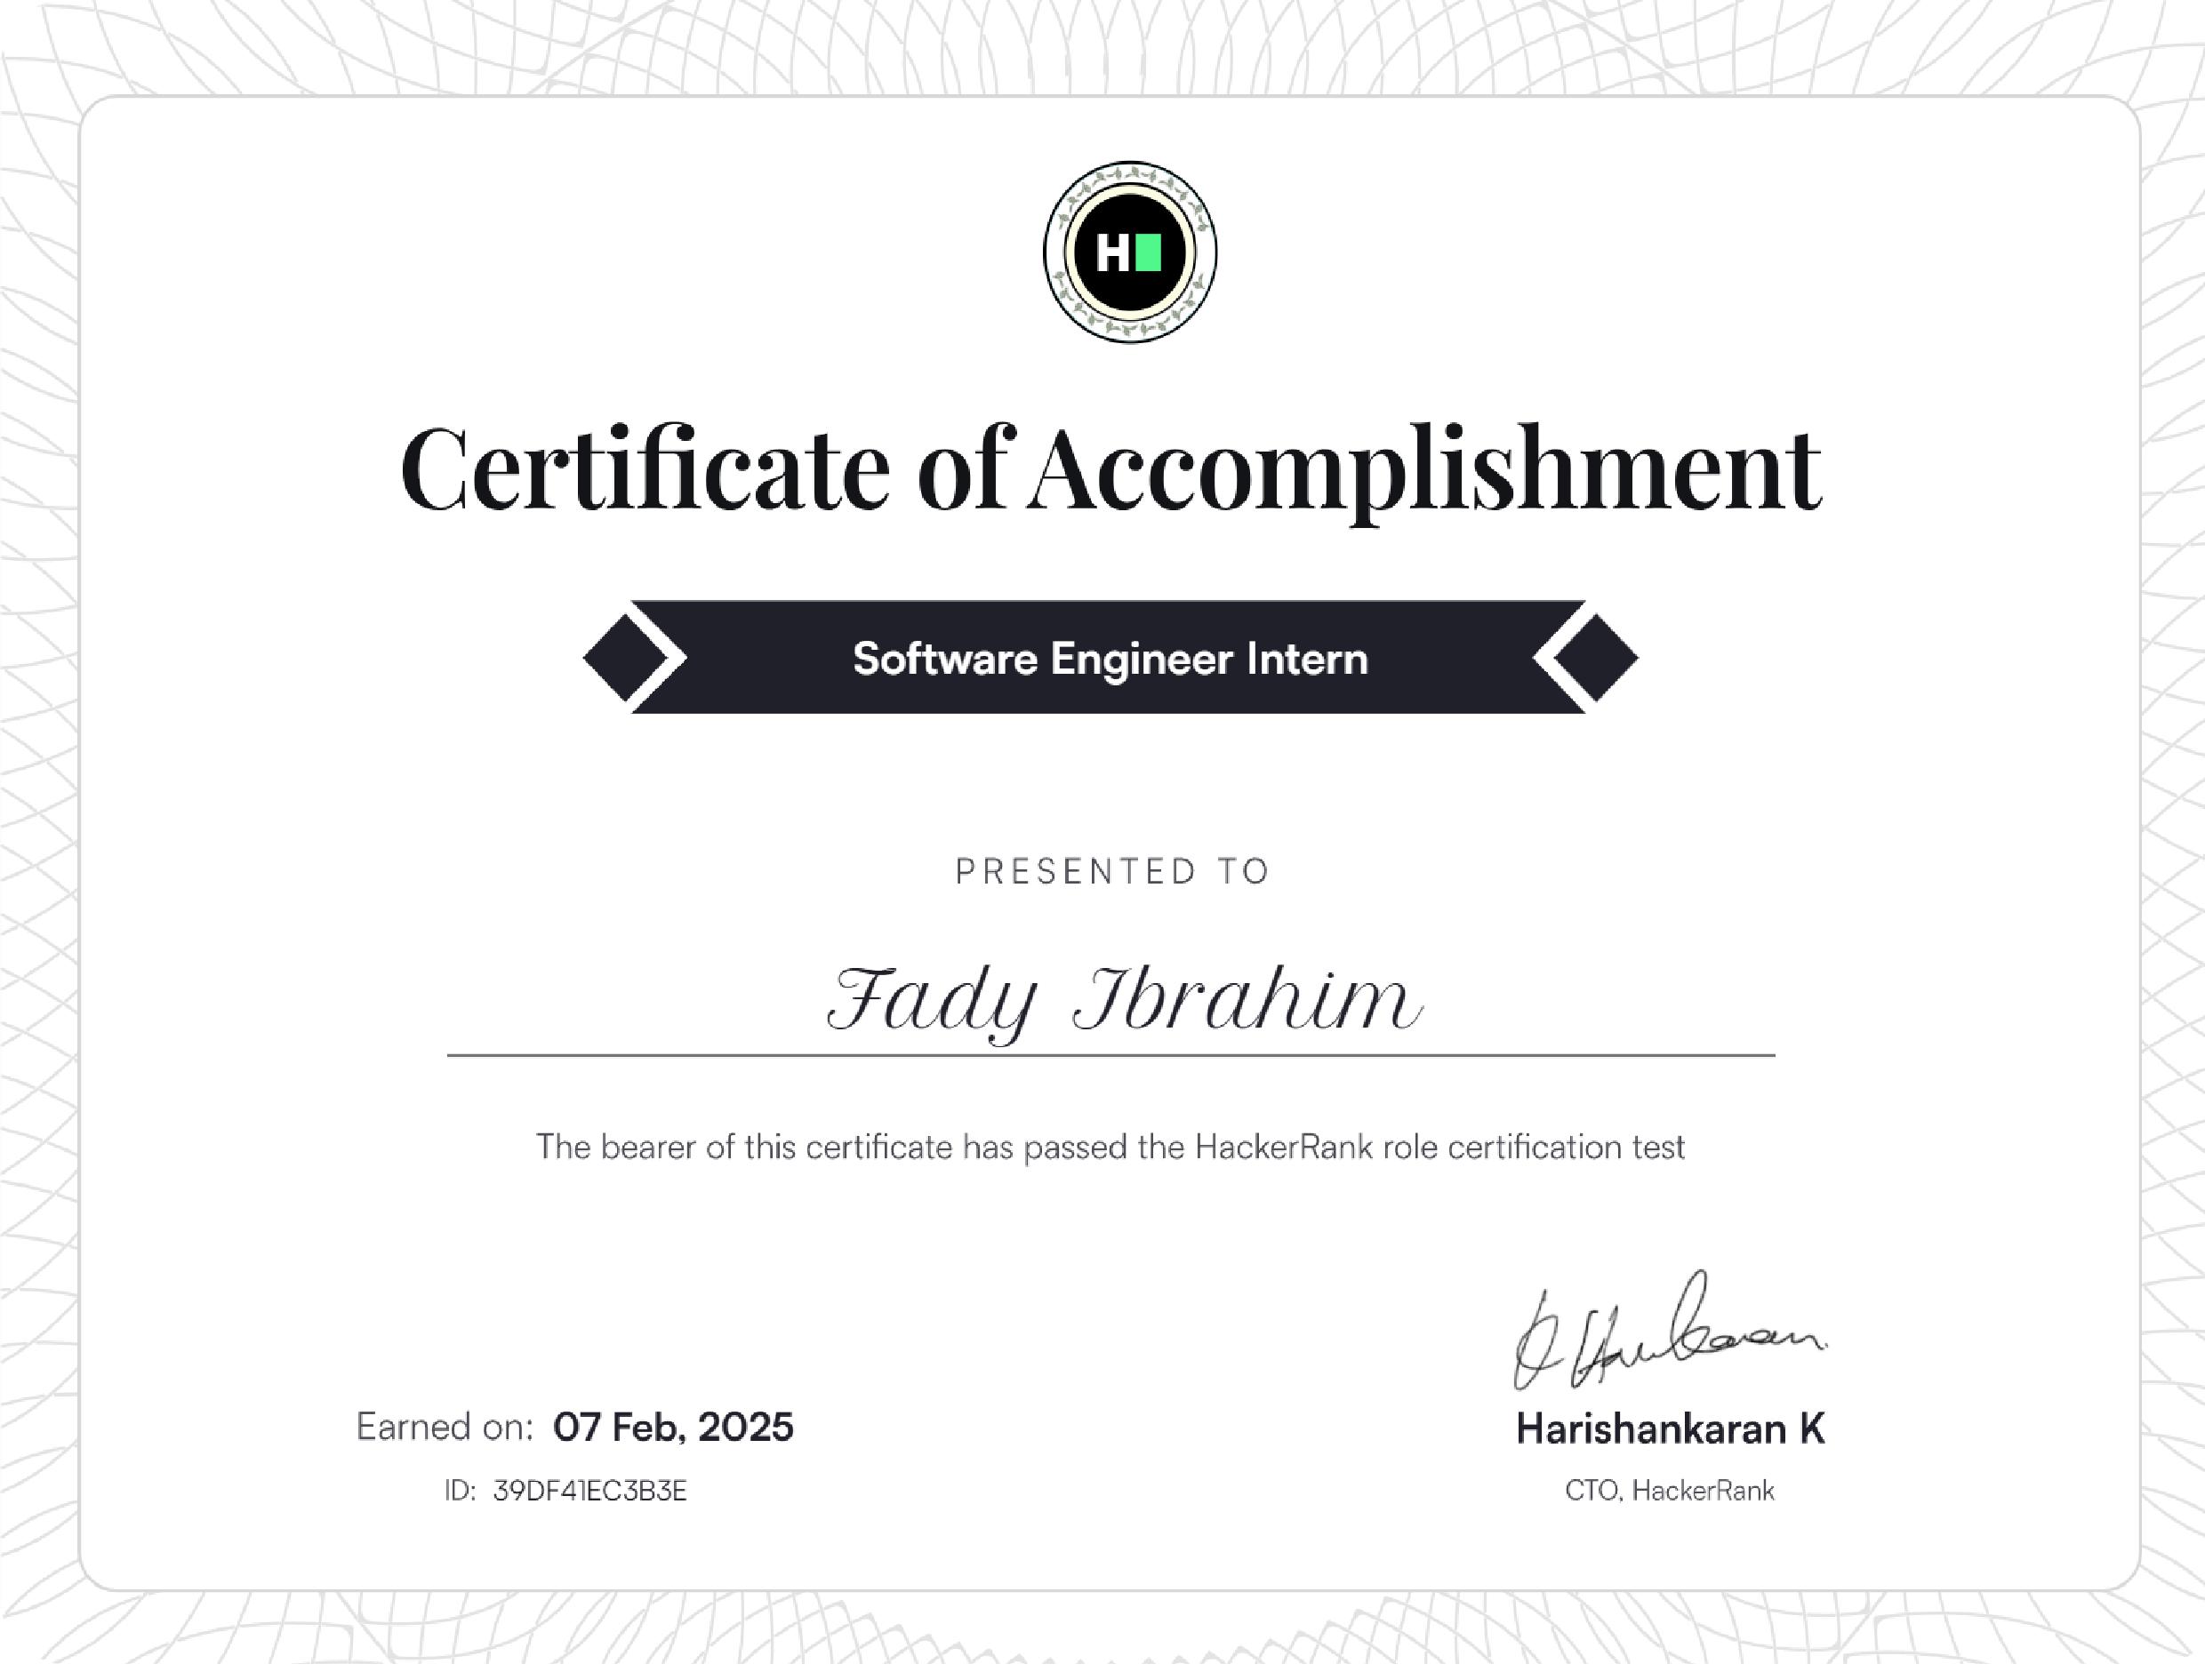 H
Certificate of Accomplishment
Software Engineer Intern
PRESENTED TO
Fady Ibrahim
The bearer of this certificate has passed the HackerRank role certification test
Earned on: 07 Feb, 2025
ID: 39DF41EC3B3E
K Harikaran
Harishankaran K
CTO, HackerRank